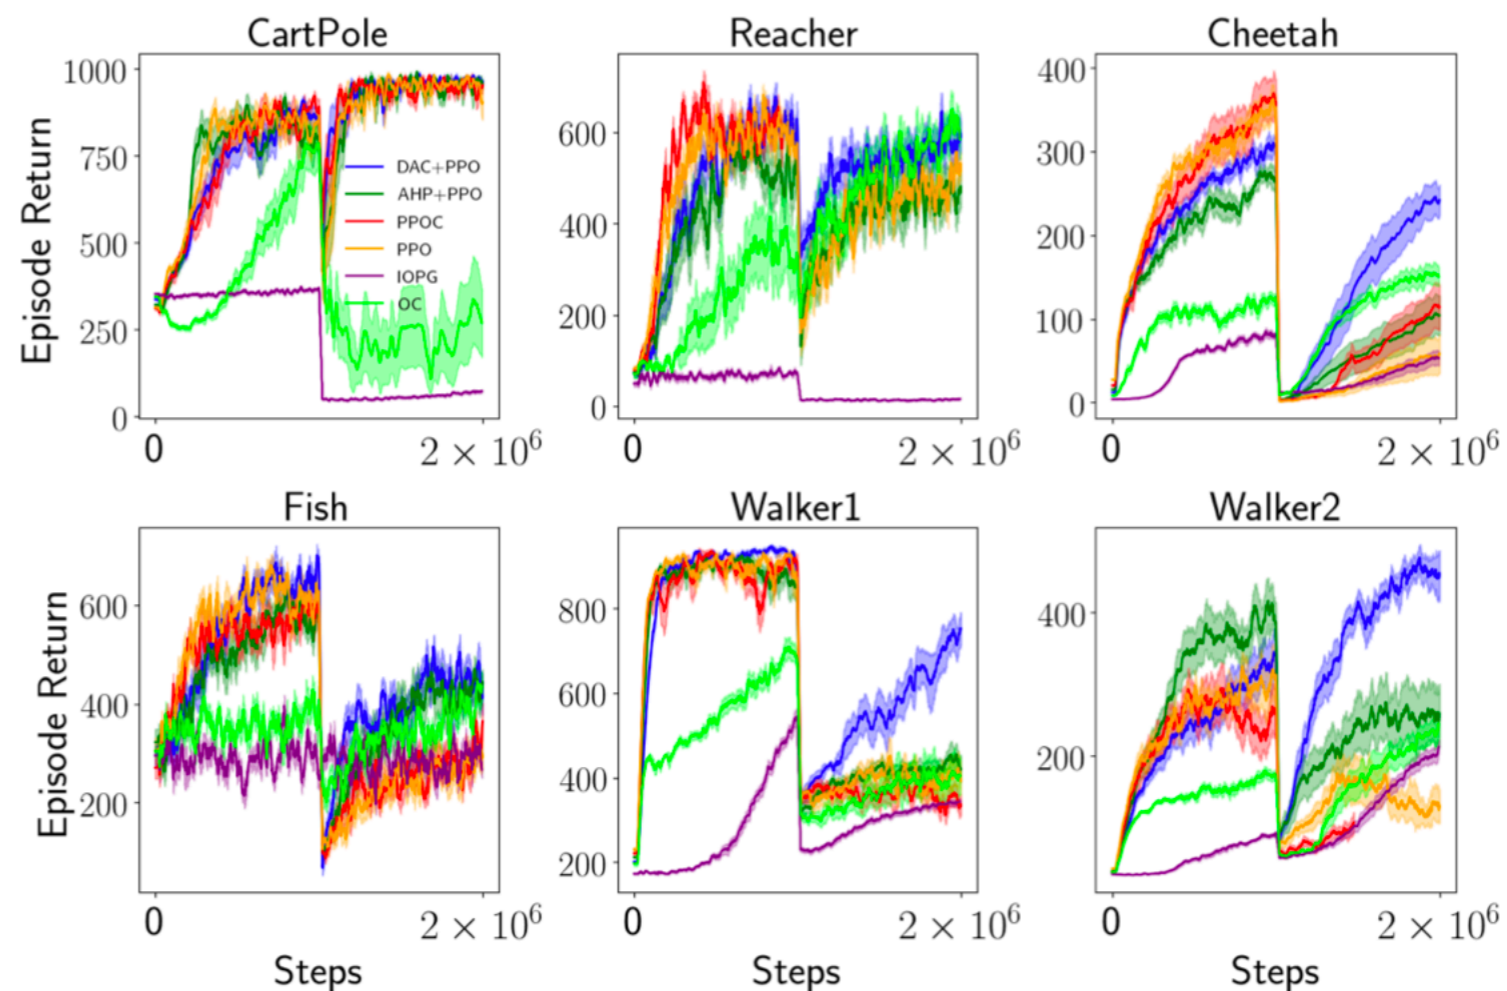 CartPole
Reacher
Cheetah
Episode Return
1000
750
500
250
0
DAC+PPO
AHP+PPO
PPOC
PPO
IOPG
OC
0
2 × 10^6
600
400
200
0
0
2 × 10^6
400
300
200
100
0
0
2 × 10^6
Fish
Walker1
Walker2
Episode Return
600
400
200
0
2 × 10^6
Steps
800
600
400
200
0
2 × 10^6
Steps
400
200
0
2 × 10^6
Steps